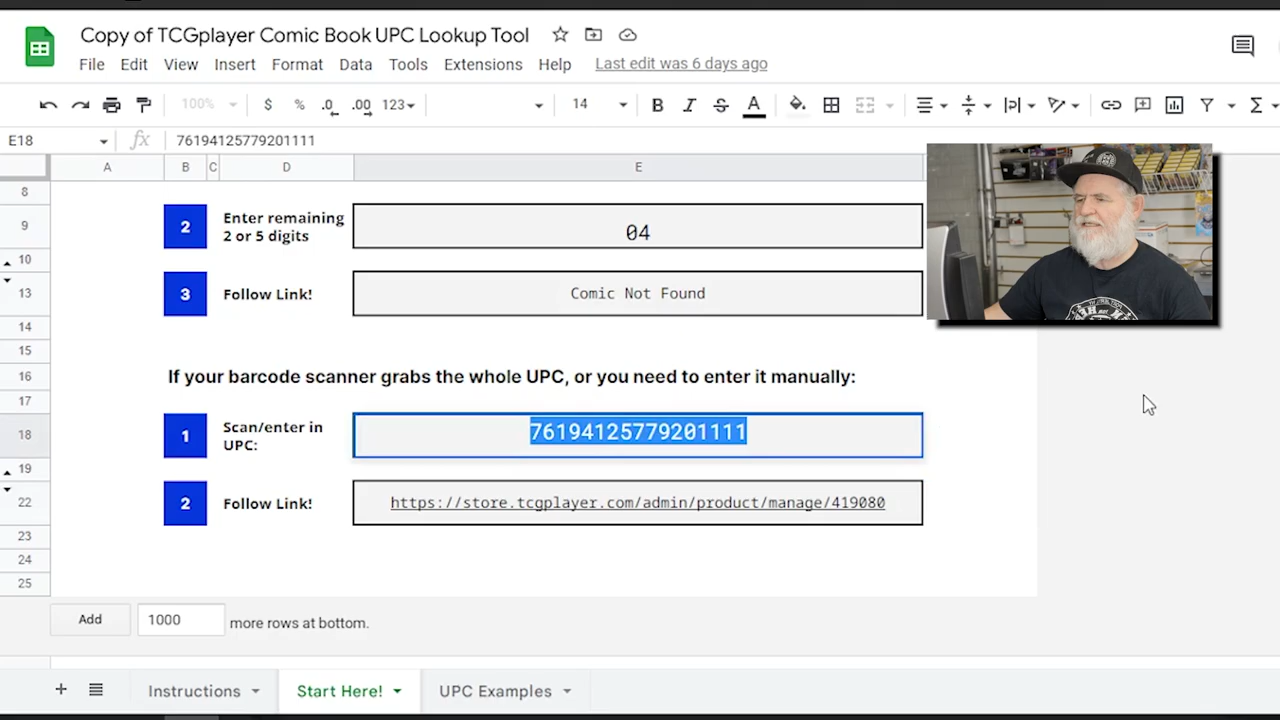 Copy of TCGplayer Comic Book UPC Lookup Tool
File Edit View Insert Format Data Tools Extensions Help Last edit was 6 days ago
100% $ % .0 .00 123 14 B I S A
E18 fx 76194125779201111
A B C D E
8
9 2 Enter remaining 2 or 5 digits 04
10
13 3 Follow Link! Comic Not Found
14
15
16 If your barcode scanner grabs the whole UPC, or you need to enter it manually:
17
18 1 Scan/enter in UPC: 76194125779201111
19
22 2 Follow Link! https://store.tcgplayer.com/admin/product/manage/419080
23
24
25
Add 1000 more rows at bottom.
+ Instructions Start Here! UPC Examples